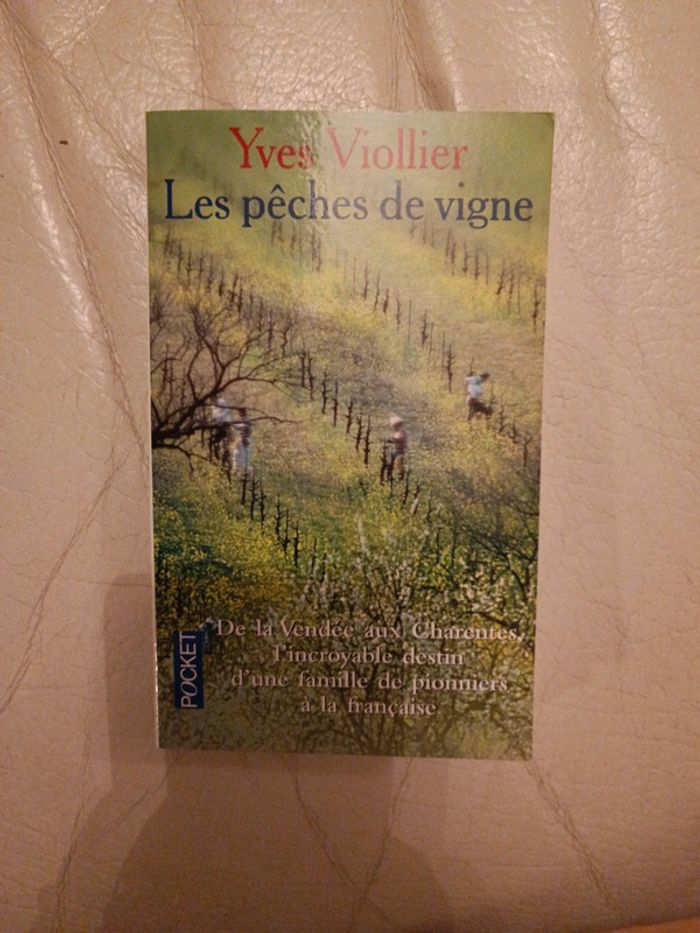 Yves Viollier
Les pêches de vigne
De la Vendée aux Charentes,
l'incroyable destin
d'une famille de pionniers
à la française
POCKET